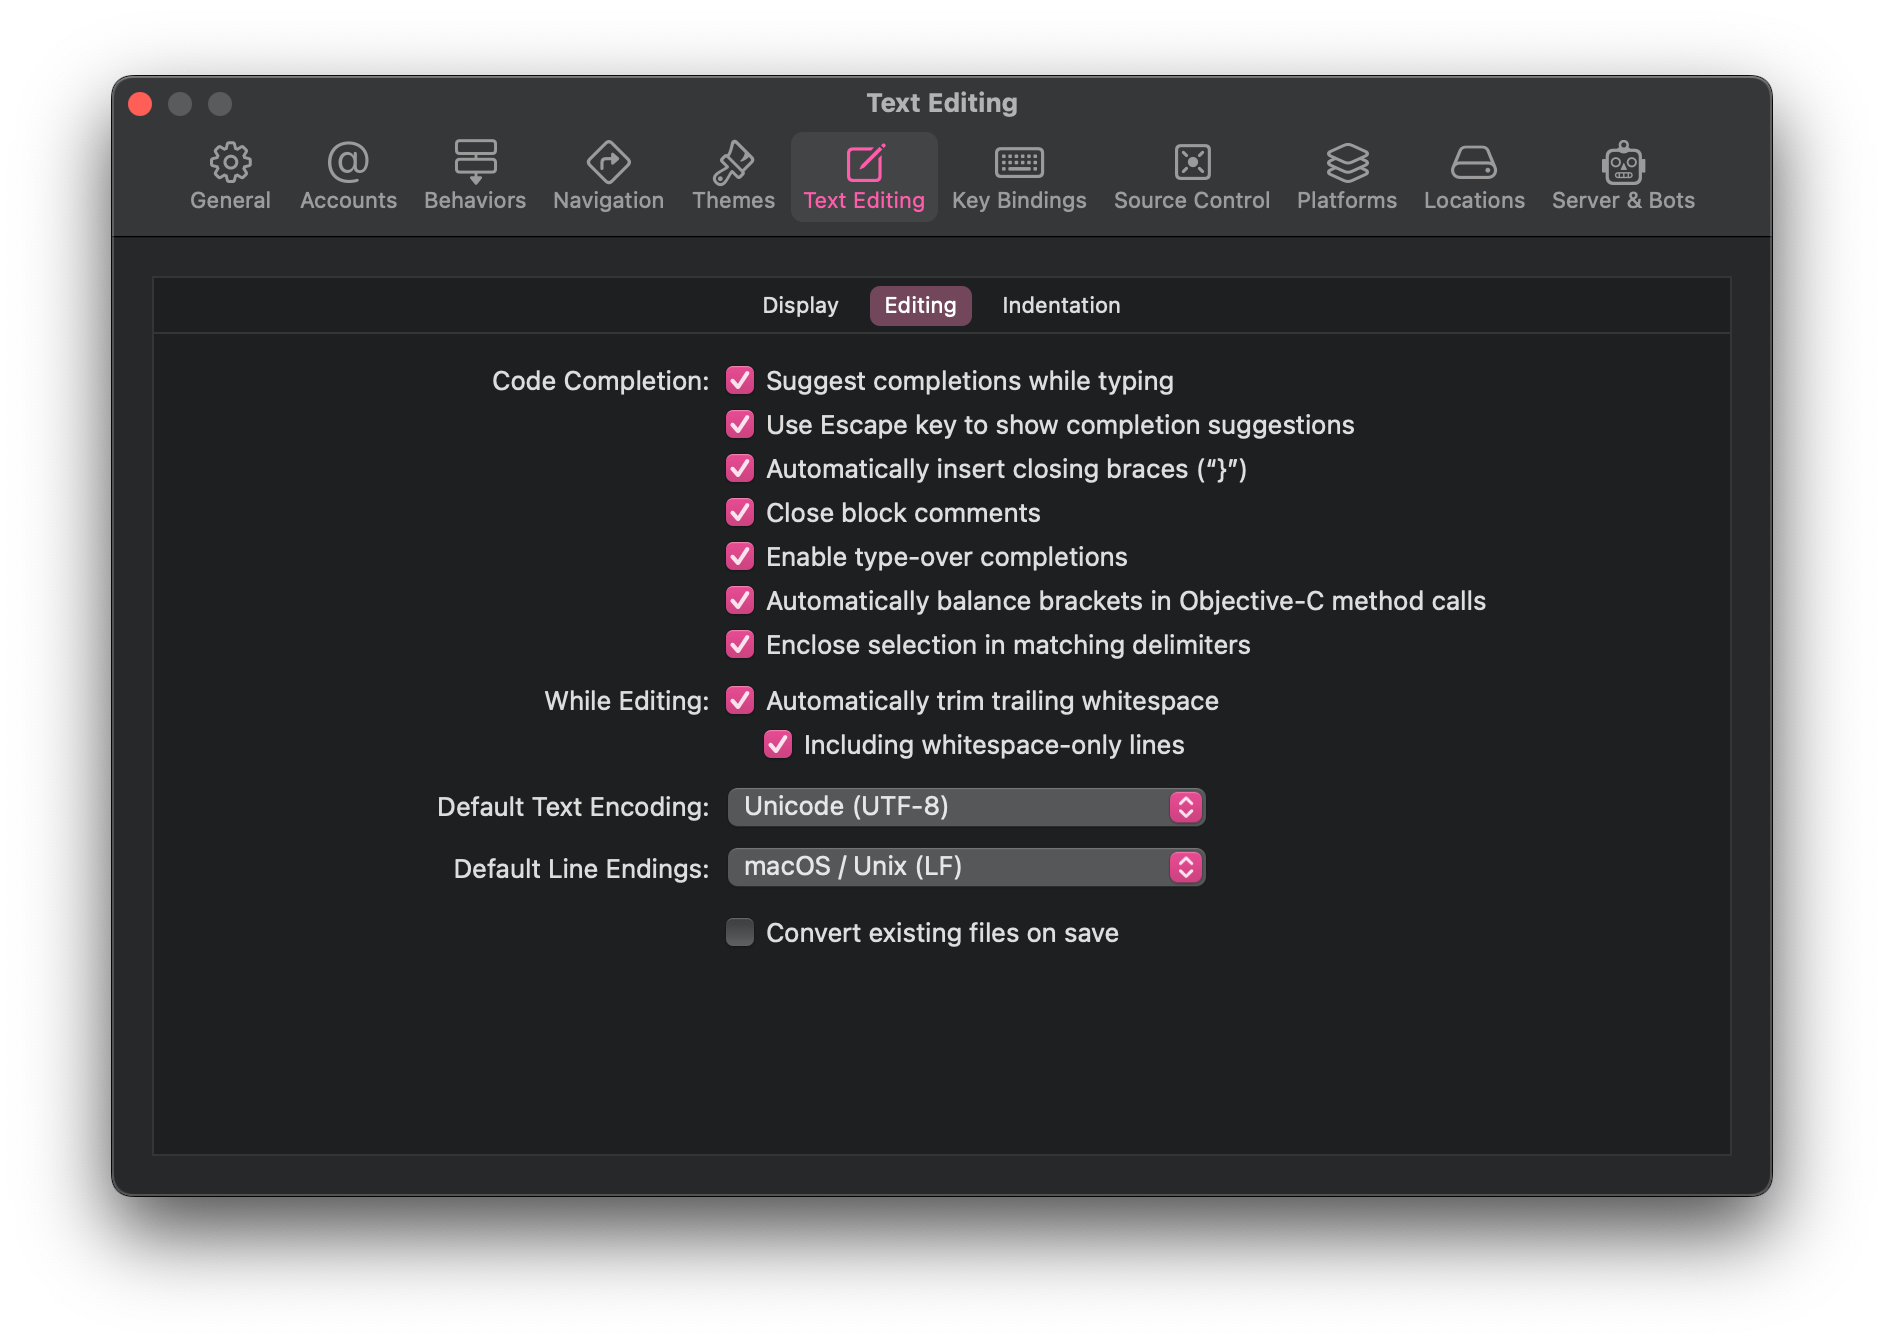 Text Editing
General Accounts Behaviors Navigation Themes Text Editing Key Bindings Source Control Platforms Locations Server & Bots
Display Editing Indentation
Code Completion: Suggest completions while typing
Use Escape key to show completion suggestions
Automatically insert closing braces (“}”)
Close block comments
Enable type-over completions
Automatically balance brackets in Objective-C method calls
Enclose selection in matching delimiters
While Editing: Automatically trim trailing whitespace
Including whitespace-only lines
Default Text Encoding: Unicode (UTF-8)
Default Line Endings: macOS / Unix (LF)
Convert existing files on save